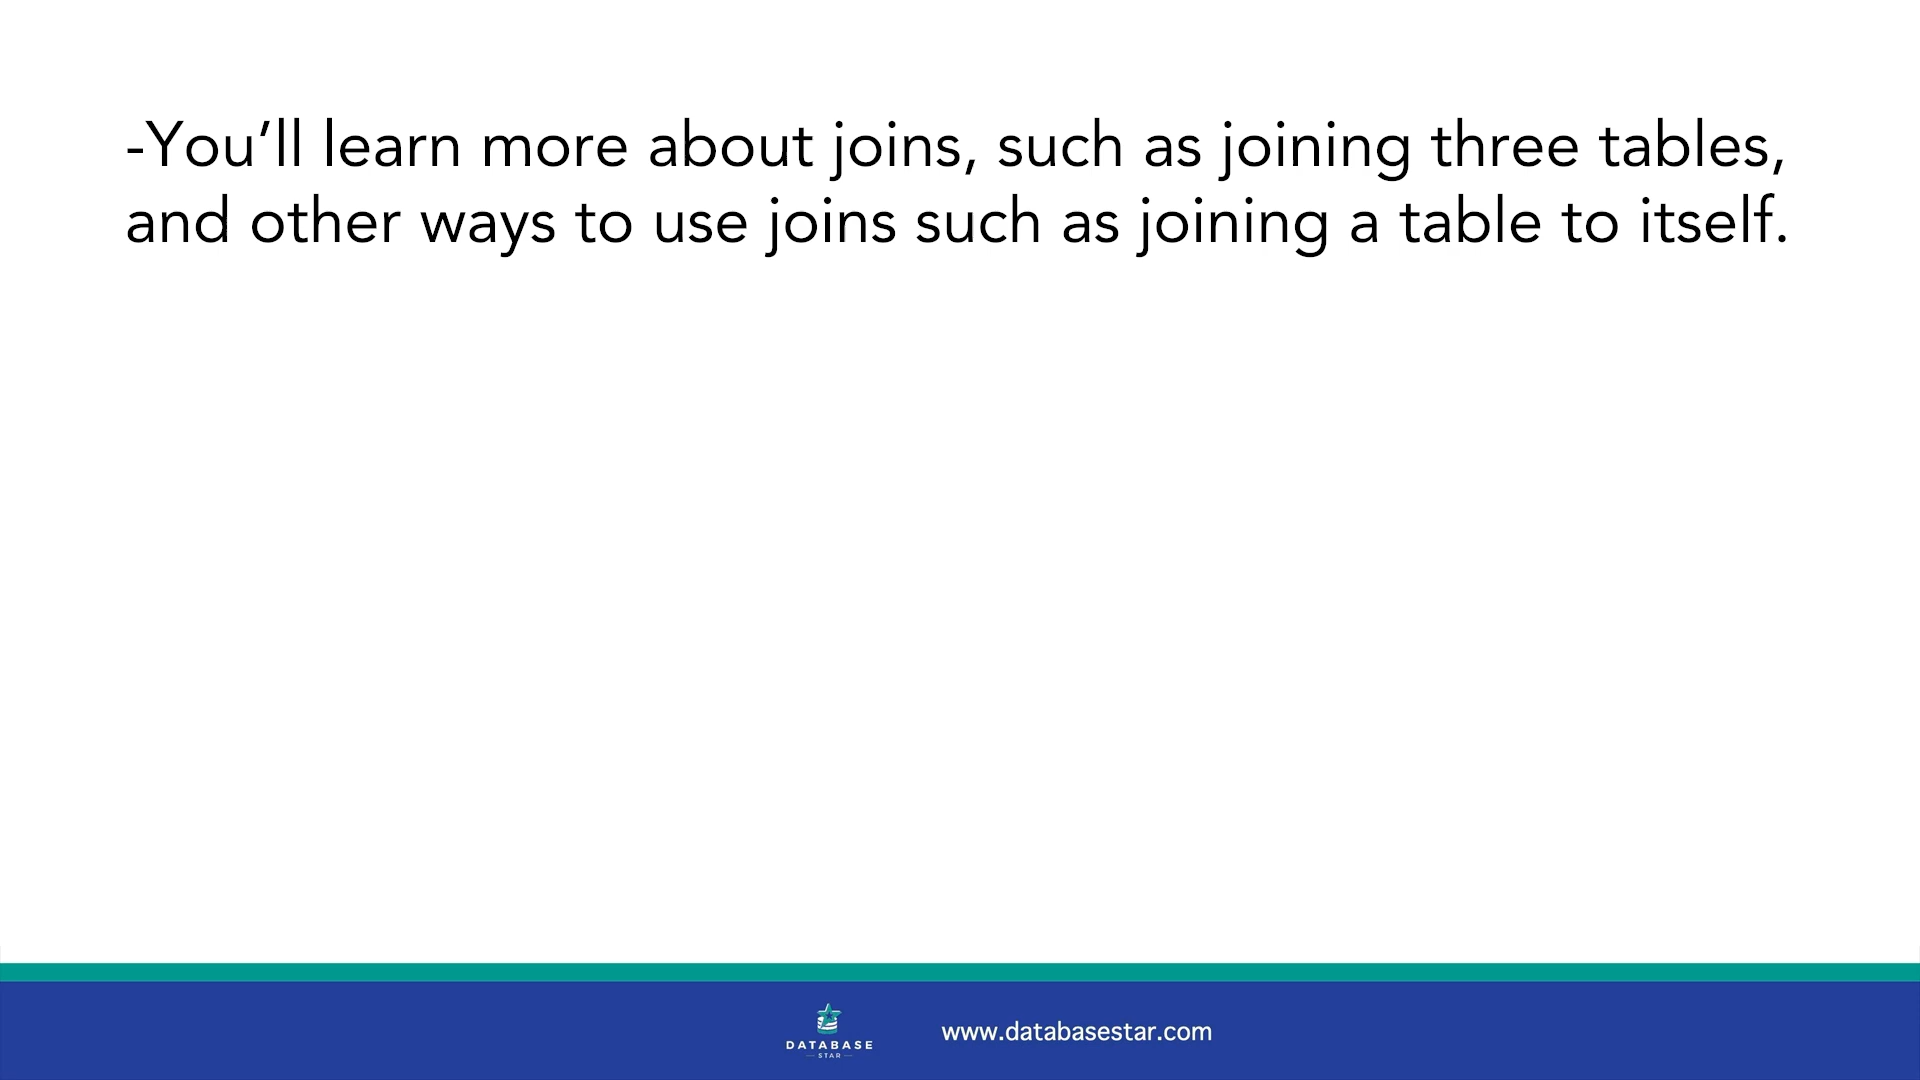 -You’ll learn more about joins, such as joining three tables,
and other ways to use joins such as joining a table to itself.
DATABASE
STAR
www.databasestar.com